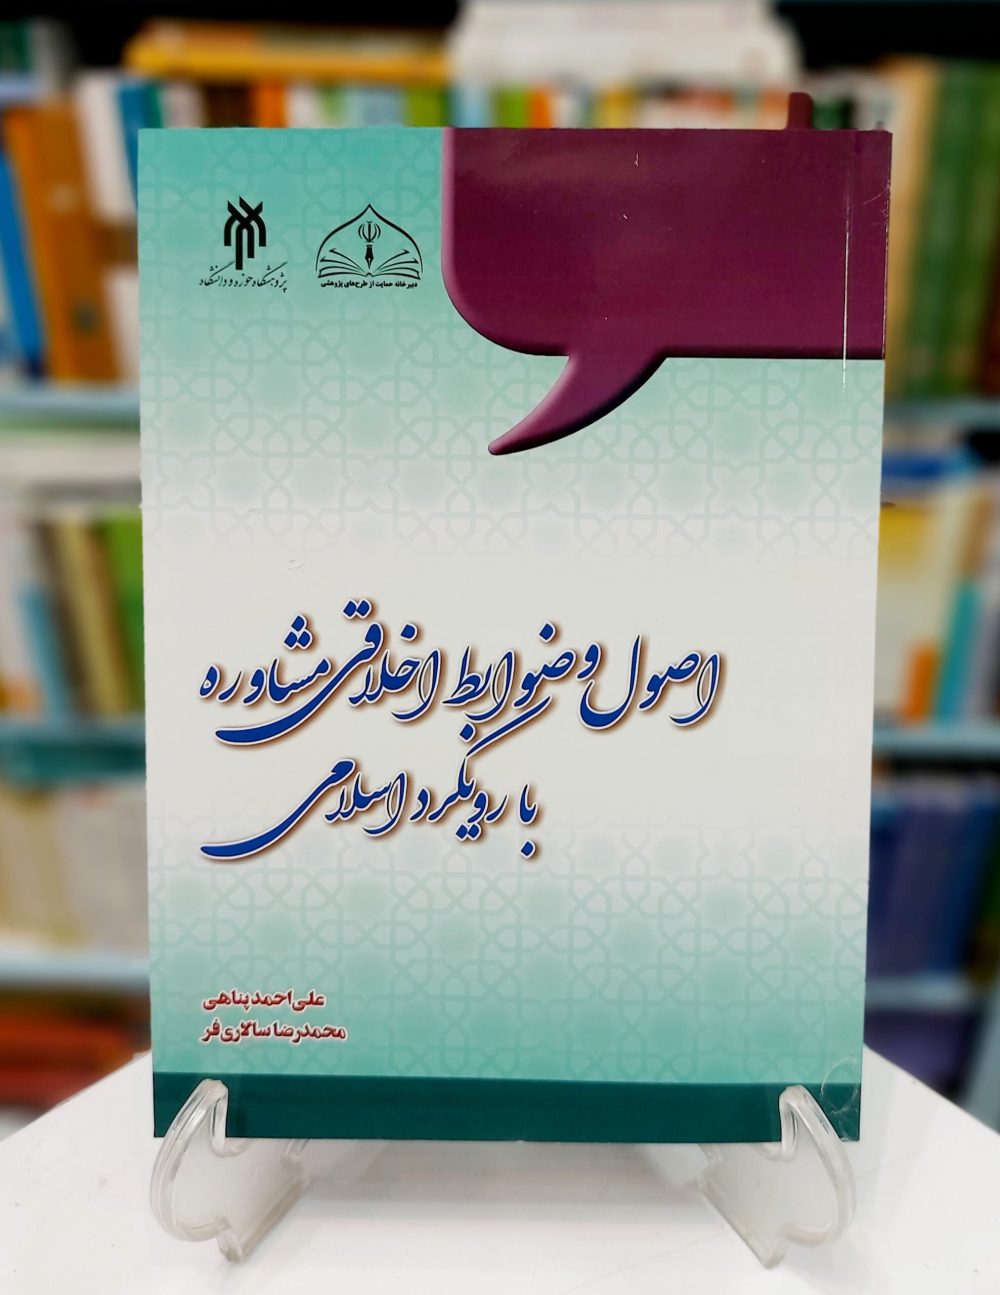 دبیرخانه حمایت از طرح‌های پژوهشی
پژوهشگاه حوزه و دانشگاه
اصول و ضوابط اخلاقی مشاوره
با رویکرد اسلامی
علی احمد پناهی
محمدرضا سالاری‌فر